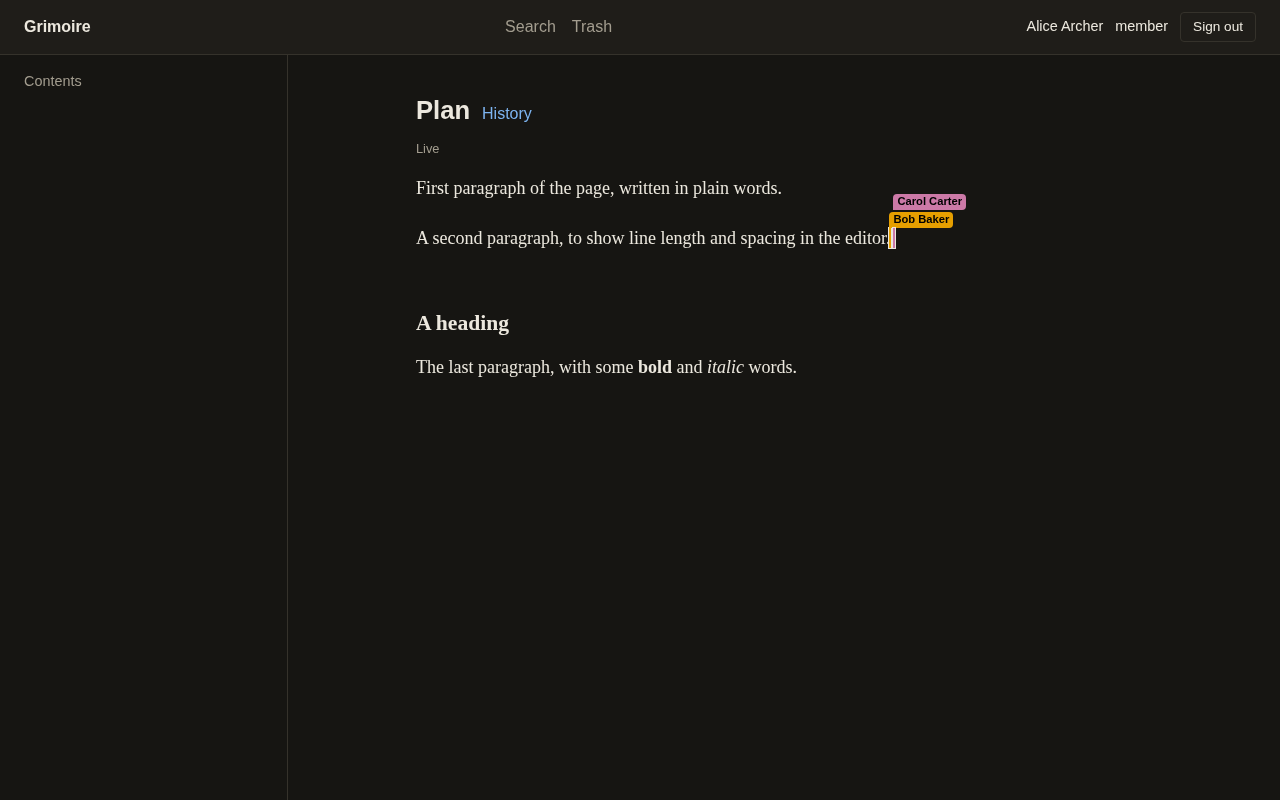 Grimoire
Search Trash
Alice Archer member Sign out
Contents
Plan History
Live
First paragraph of the page, written in plain words.
Carol Carter
Bob Baker
A second paragraph, to show line length and spacing in the editor.
A heading
The last paragraph, with some bold and italic words.